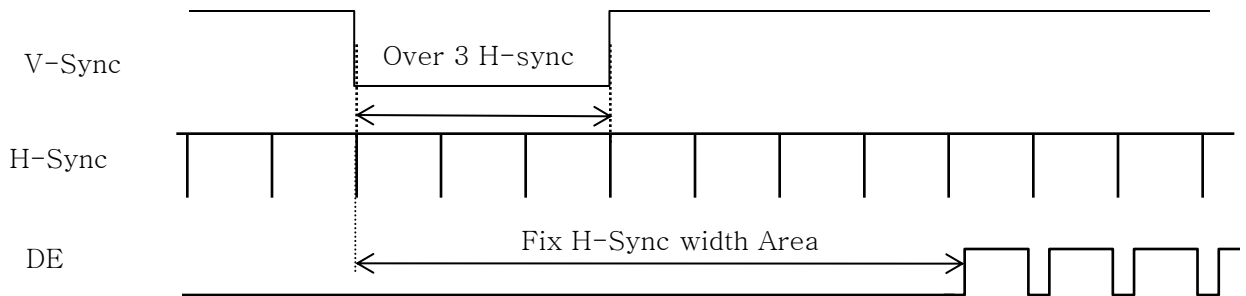 Over 3 H-sync
V-Sync
H-Sync
Fix H-Sync width Area
DE